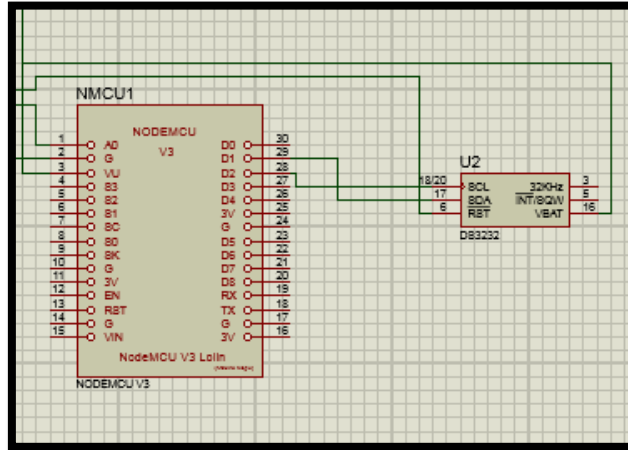 NMCU1
NODEMCU
V3
1 A0 D0 30
2 G D1 29
3 VU D2 28
4 S3 D3 27
5 S2 D4 26
6 S1 3V 25
7 SC G 24
8 S0 D5 23
9 SK D6 22
10 G D7 21
11 3V D8 20
12 EN RX 19
13 RST TX 18
14 G G 17
15 VIN 3V 16
NodeMCU V3 Lolin
NODEMCU V3
U2
18/20 SCL 32KHz 3
17 SDA INT/SQW 5
6 RST VBAT 16
DS3232